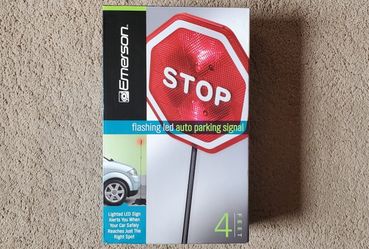 Emerson.
STOP
flashing led auto parking signal
Lighted LED Sign
Alerts You When
Your Car Safely
Reaches Just The
Right Spot
4 FEET